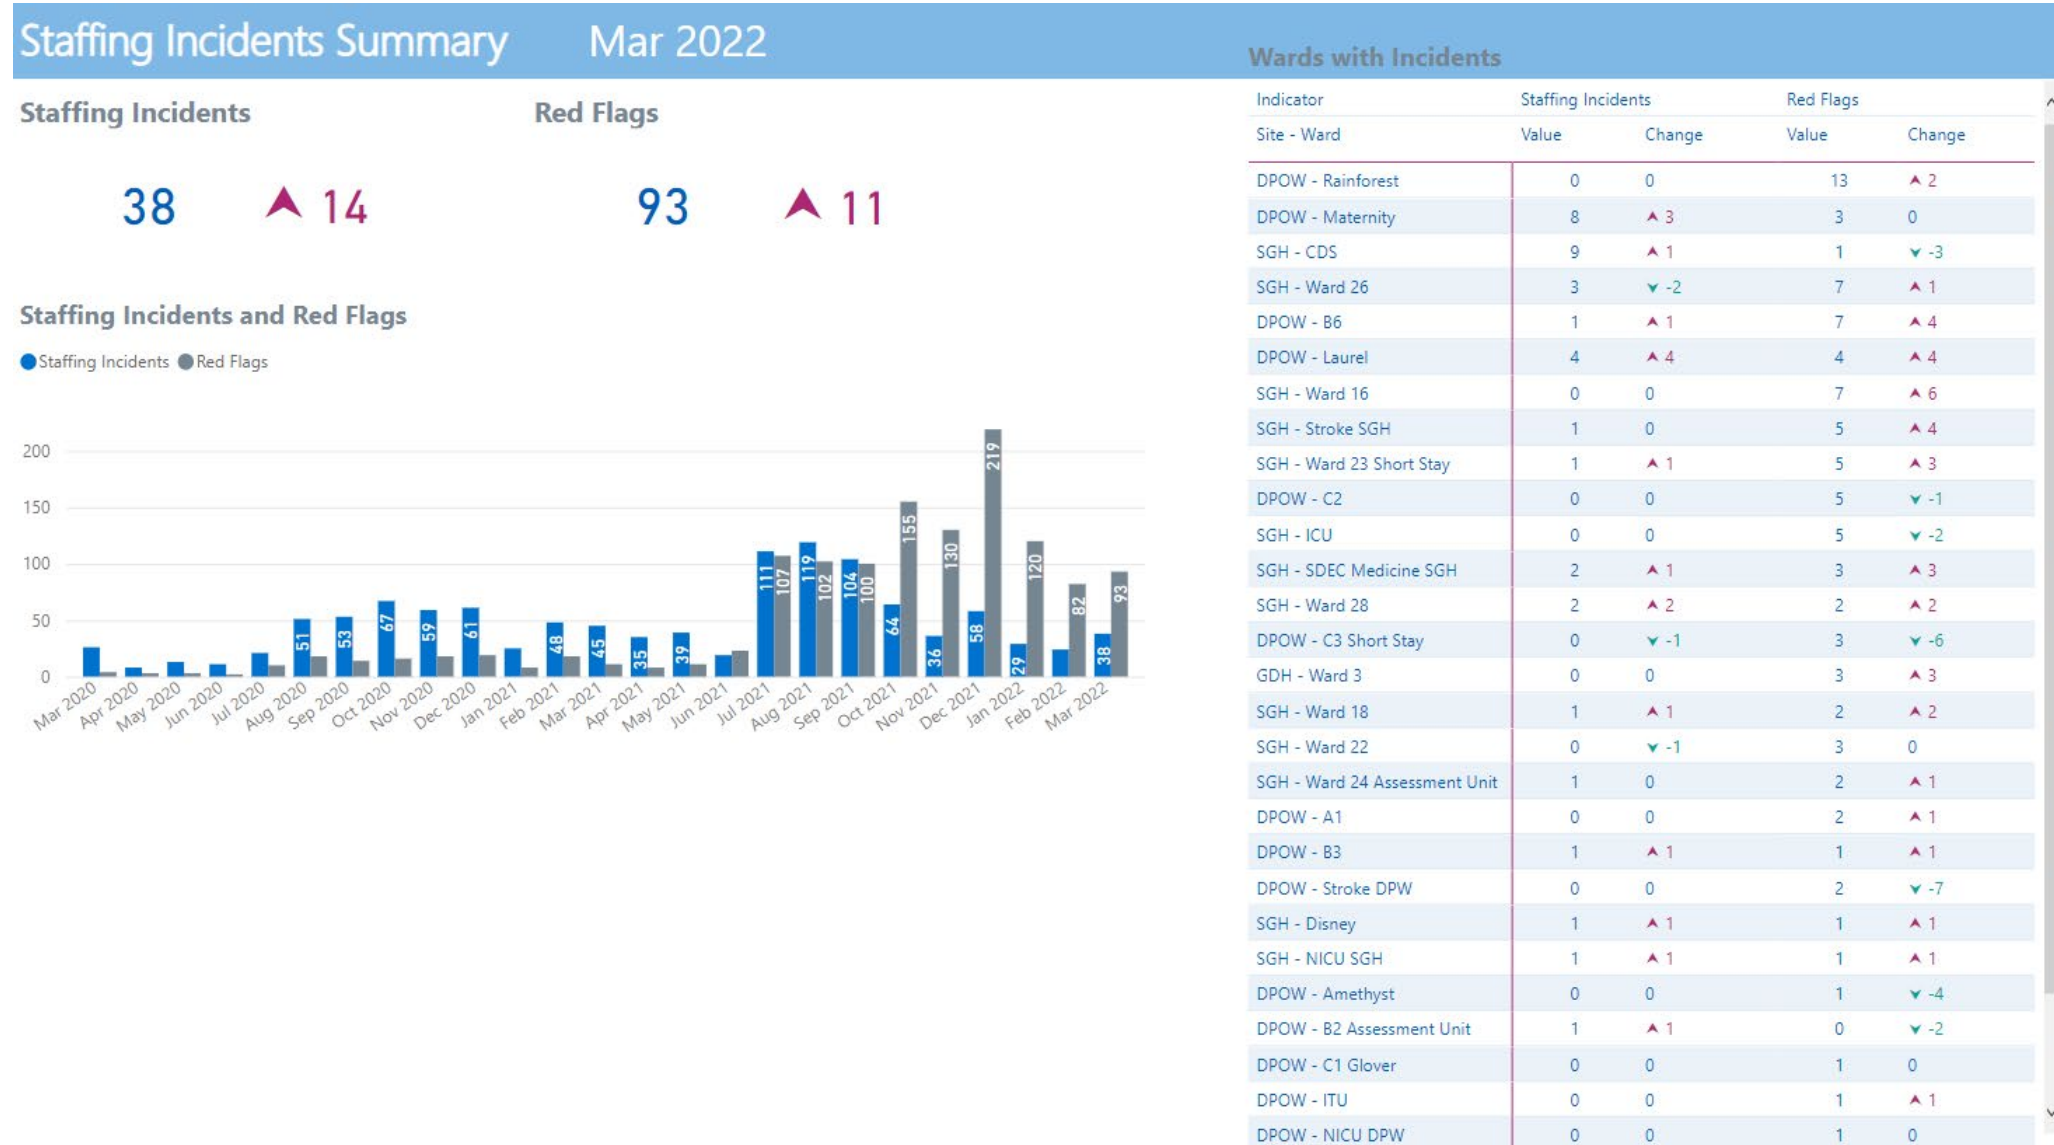 Staffing Incidents Summary Mar 2022
Staffing Incidents Red Flags
38 14 93 11
Staffing Incidents and Red Flags
Staffing Incidents Red Flags
200
150
100
50
0
51 53 67 59 61 48 45 35 39 111 107 119 102 104 100 64 155 36 130 58 219 29 120 82 38 93
Mar 2020 Apr 2020 May 2020 Jun 2020 Jul 2020 Aug 2020 Sep 2020 Oct 2020 Nov 2020 Dec 2020 Jan 2021 Feb 2021 Mar 2021 Apr 2021 May 2021 Jun 2021 Jul 2021 Aug 2021 Sep 2021 Oct 2021 Nov 2021 Dec 2021 Jan 2022 Feb 2022 Mar 2022
Wards with Incidents
Indicator Staffing Incidents Red Flags
Site - Ward Value Change Value Change
DPOW - Rainforest 0 0 13 2
DPOW - Maternity 8 3 3 0
SGH - CDS 9 1 1 -3
SGH - Ward 26 3 -2 7 1
DPOW - B6 1 1 7 4
DPOW - Laurel 4 4 4 4
SGH - Ward 16 0 0 7 6
SGH - Stroke SGH 1 0 5 4
SGH - Ward 23 Short Stay 1 1 5 3
DPOW - C2 0 0 5 -1
SGH - ICU 0 0 5 -2
SGH - SDEC Medicine SGH 2 1 3 3
SGH - Ward 28 2 2 2 2
DPOW - C3 Short Stay 0 -1 3 -6
GDH - Ward 3 0 0 3 3
SGH - Ward 18 1 1 2 2
SGH - Ward 22 0 -1 3 0
SGH - Ward 24 Assessment Unit 1 0 2 1
DPOW - A1 0 0 2 1
DPOW - B3 1 1 1 1
DPOW - Stroke DPW 0 0 2 -7
SGH - Disney 1 1 1 1
SGH - NICU SGH 1 1 1 1
DPOW - Amethyst 0 0 1 -4
DPOW - B2 Assessment Unit 1 1 0 -2
DPOW - C1 Glover 0 0 1 0
DPOW - ITU 0 0 1 1
DPOW - NICU DPW 0 0 1 0